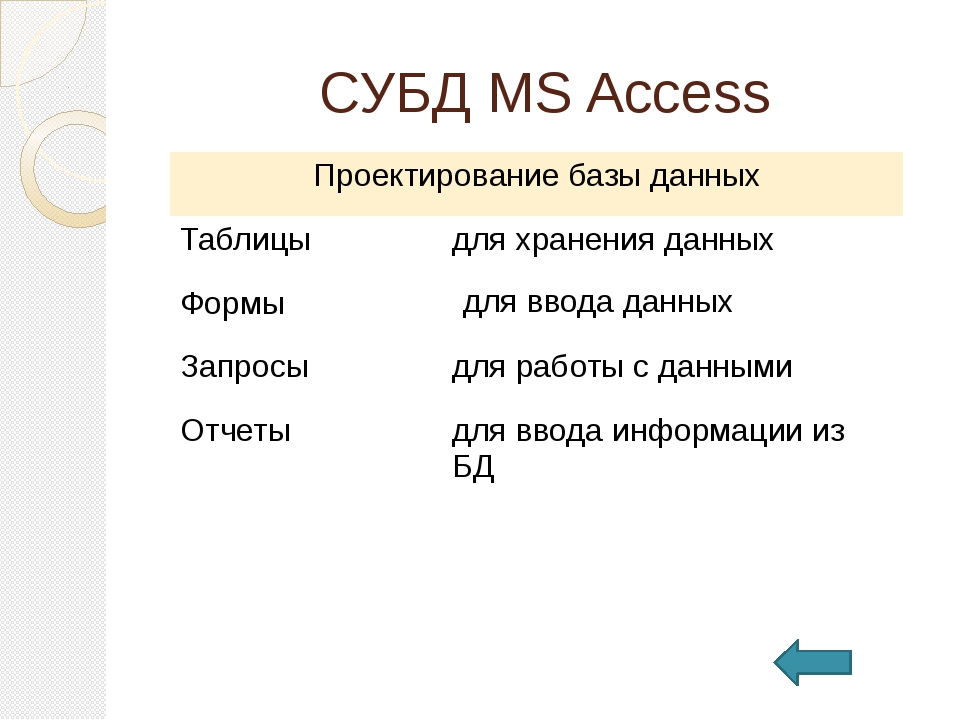 СУБД MS Access
Проектирование базы данных
Таблицы для хранения данных
Формы для ввода данных
Запросы для работы с данными
Отчеты для ввода информации из
БД